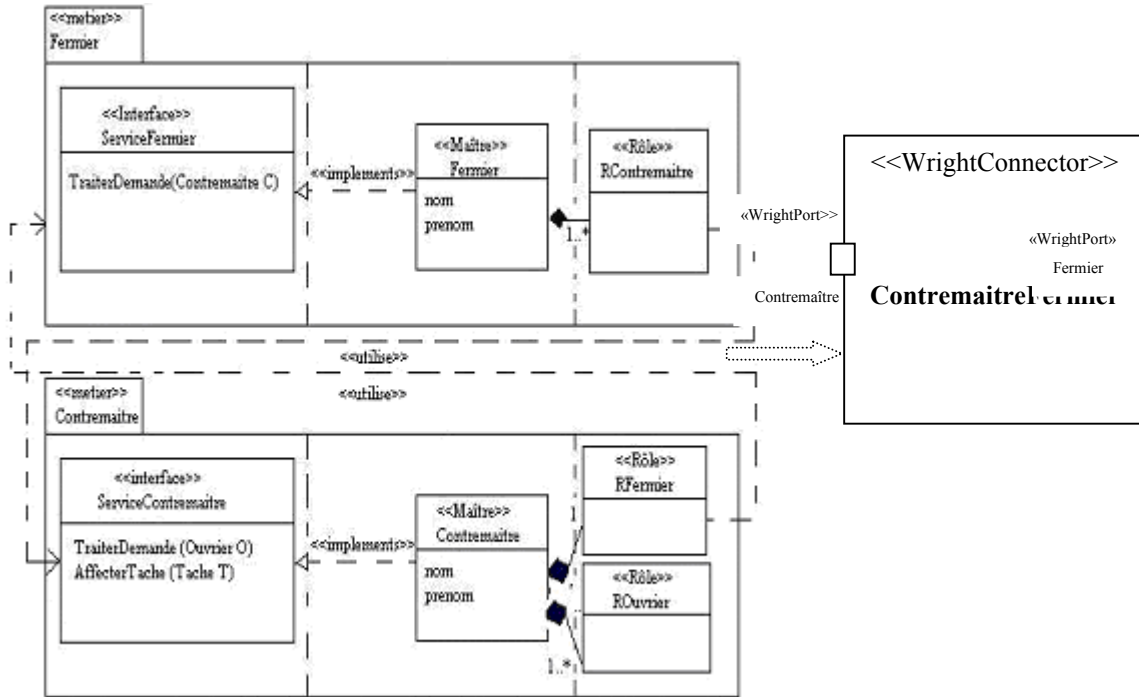 <<metier>>
Fermier
<<Interface>>
ServiceFermier
TraiterDemande(Contremaitre C)
<<implements>>
<<Maître>>
Fermier
nom
prenom
1..*
<<Rôle>>
RContremaitre
«WrightPort>>
Contremaître
<<WrightConnector>>
«WrightPort»
Fermier
ContremaitreFermier
<<utilise>>
<<utilise>>
<<metier>>
Contremaitre
<<interface>>
ServiceContremaitre
TraiterDemande (Ouvrier O)
AffecterTache (Tache T)
<<implements>>
<<Maître>>
Contremaitre
nom
prenom
1
1..*
<<Rôle>>
RFermier
<<Rôle>>
ROuvrier